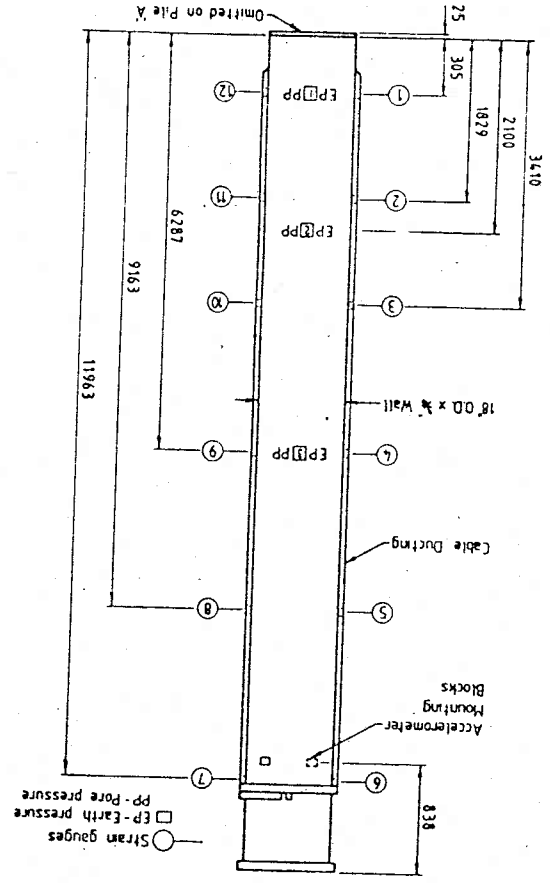 Strain gauges
EP-Earth pressure
PP-Pore pressure
838
6
7
Accelerometer
Mounting
Blocks
5
8
Cable Ducting
4
EP 3 PP
9
18" O.D. x ¾" Wall
3
10
EP 2 PP
2
11
EP 1 PP
1
12
11963
9163
6287
3410
2100
1829
305
25
Omitted on Pile 'A'